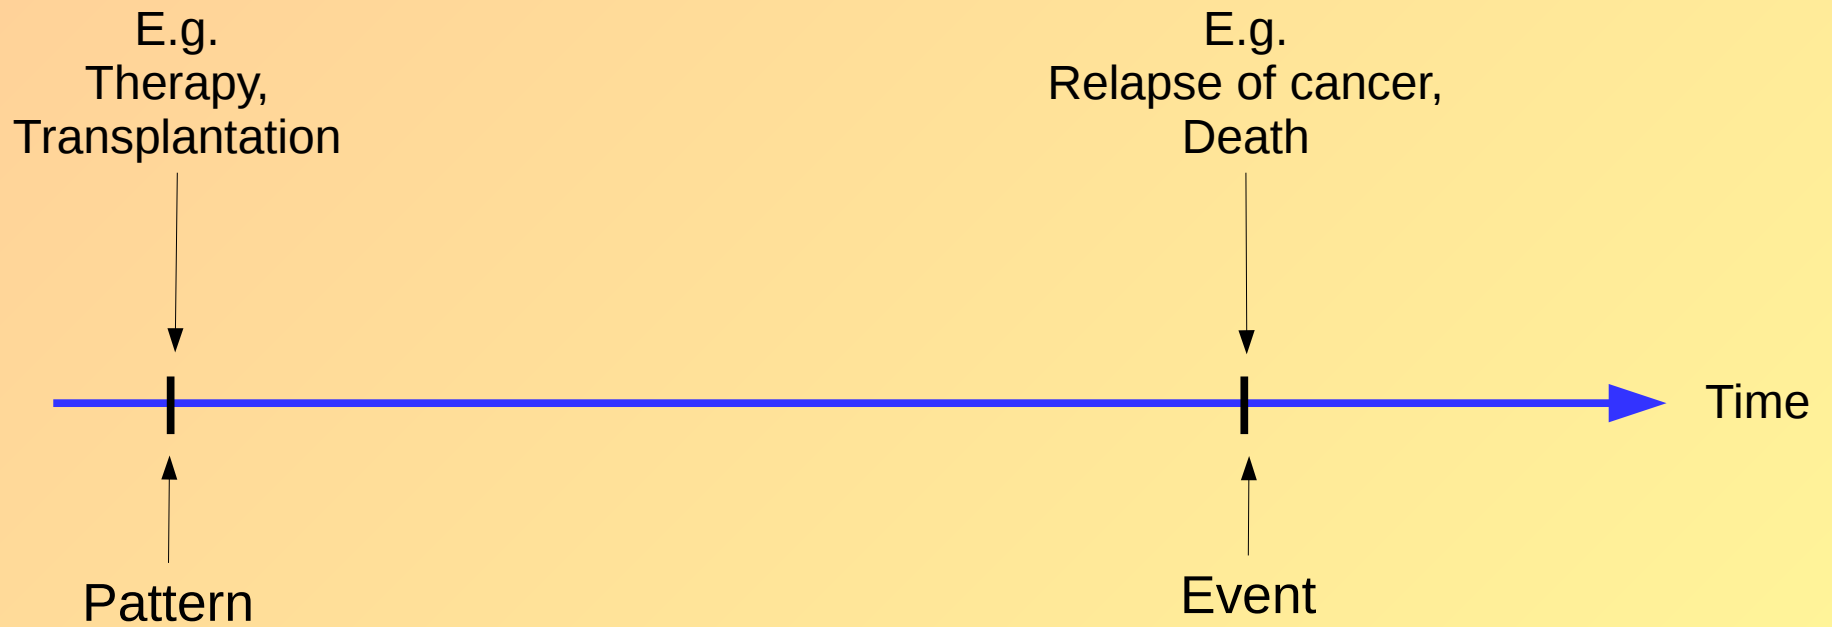 E.g.
Therapy,
Transplantation
E.g.
Relapse of cancer,
Death
Time
Pattern
Event